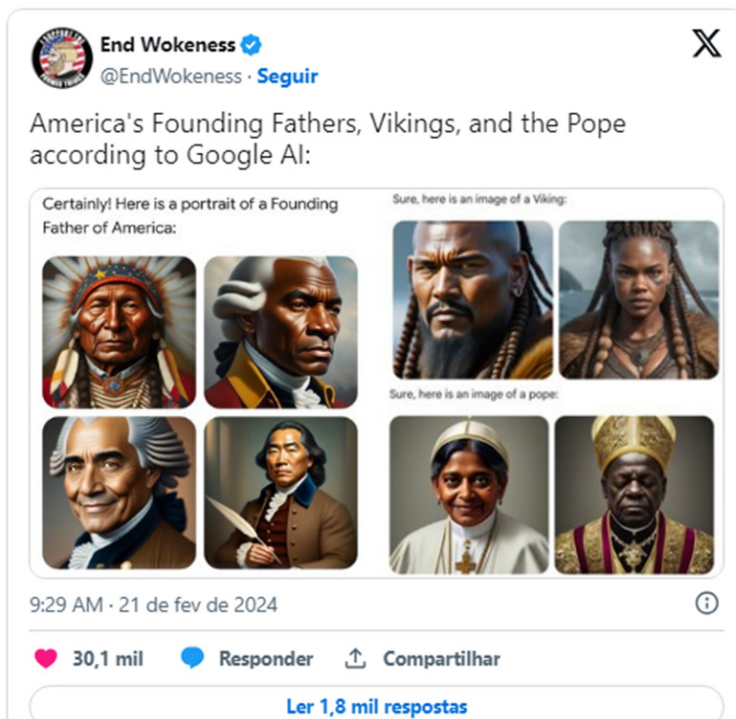 End Wokeness
@EndWokeness · Seguir
X
America's Founding Fathers, Vikings, and the Pope
according to Google AI:
Certainly! Here is a portrait of a Founding
Father of America:
Sure, here is an image of a Viking:
Sure, here is an image of a pope:
9:29 AM · 21 de fev de 2024
30,1 mil
Responder
Compartilhar
Ler 1,8 mil respostas